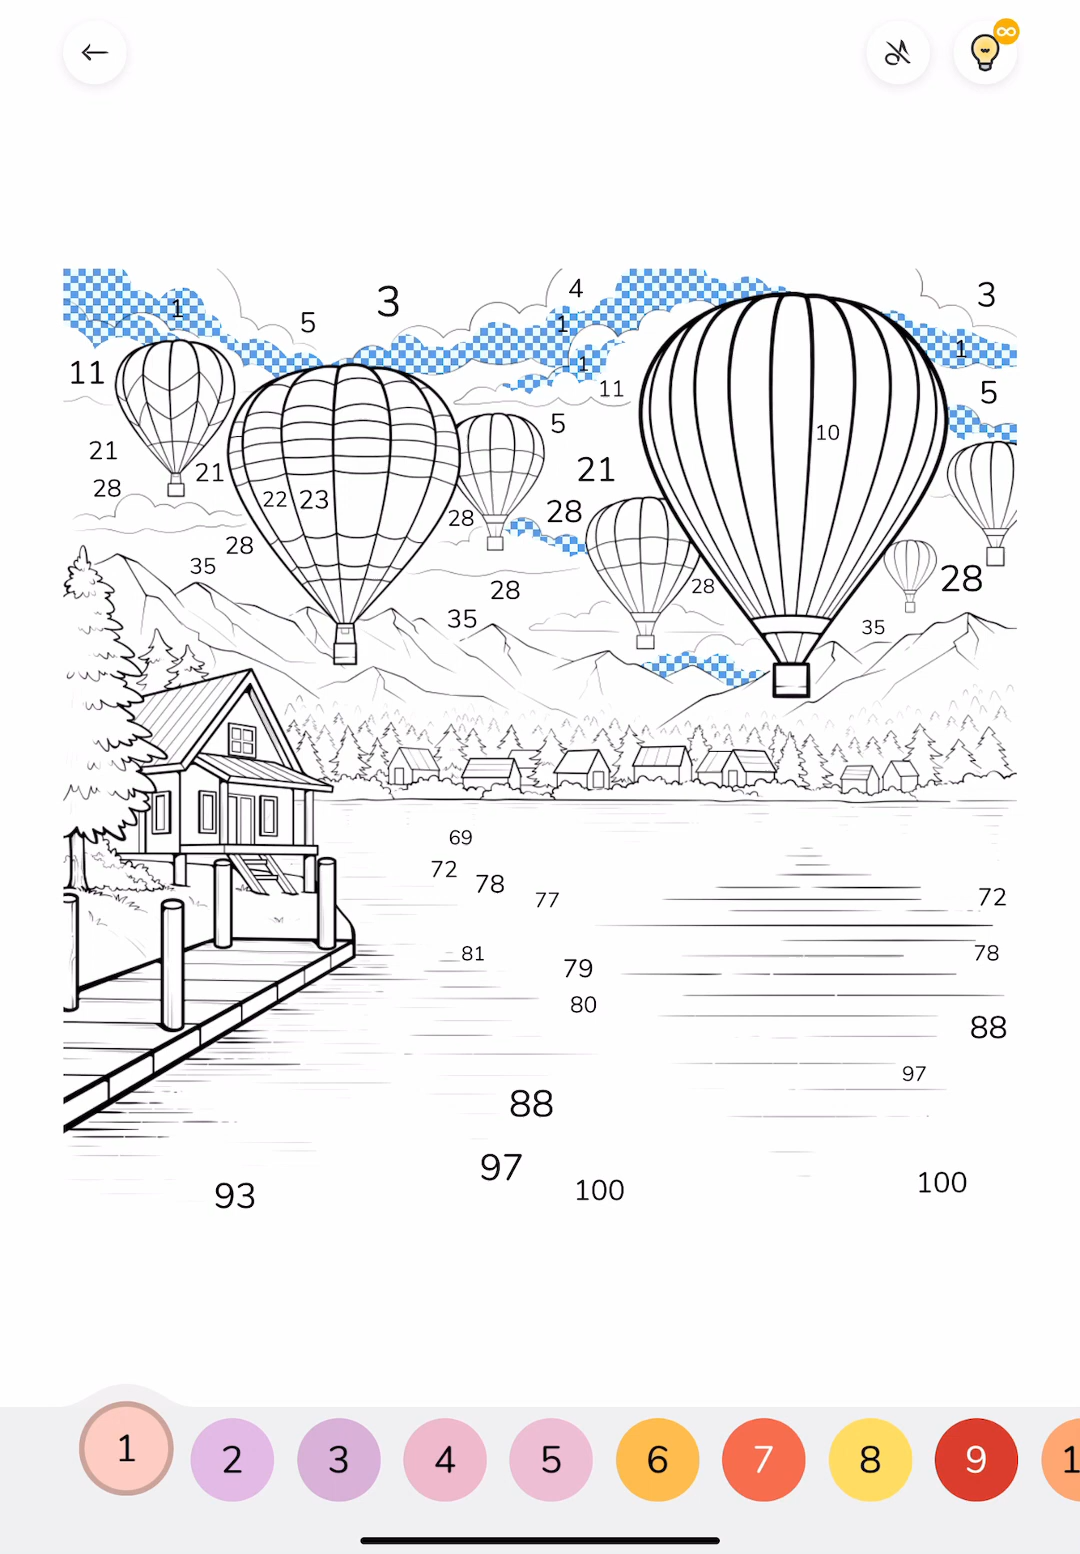 ∞
3 4 3
1 5 1
1 1
11 11 5
5 10
21 21 21
28 22 23 28 28
28 35 28 28 28
35 35
69
72 78 77 72
81 79 78
80 88
97
88
97
93 100 100
1 2 3 4 5 6 7 8 9 1